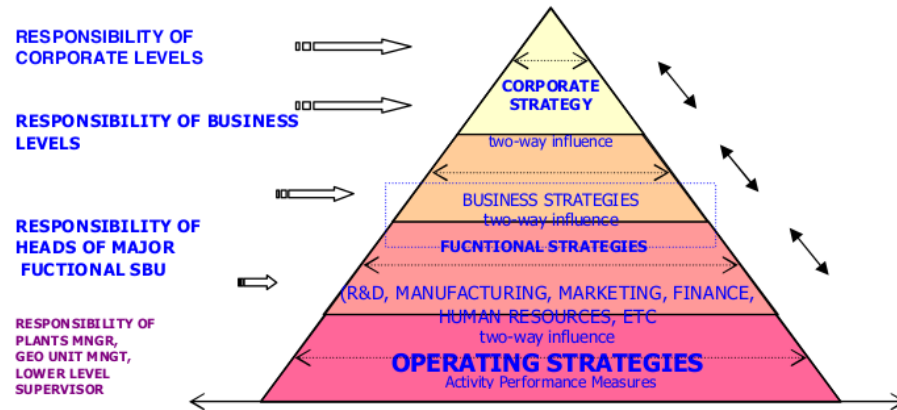 RESPONSIBILITY OF
CORPORATE LEVELS
RESPONSIBILITY OF BUSINESS
LEVELS
RESPONSIBILITY OF
HEADS OF MAJOR
FUCTIONAL SBU
RESPONSIBILITY OF
PLANTS MNGR,
GEO UNIT MNGT,
LOWER LEVEL
SUPERVISOR
CORPORATE
STRATEGY
two-way influence
BUSINESS STRATEGIES
two-way influence
FUCNTIONAL STRATEGIES
(R&D, MANUFACTURING, MARKETING, FINANCE,
HUMAN RESOURCES, ETC
two-way influence
OPERATING STRATEGIES
Activity Performance Measures